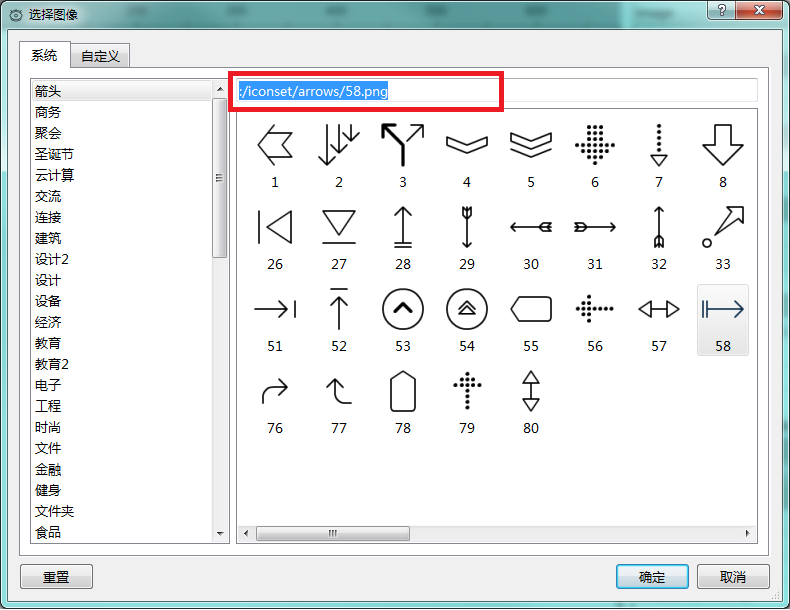 选择图像
系统
自定义
箭头
商务
聚会
圣诞节
云计算
交流
连接
建筑
设计2
设计
设备
经济
教育
教育2
电子
工程
时尚
文件
金融
健身
文件夹
食品
:/iconset/arrows/58.png
1 2 3 4 5 6 7 8
26 27 28 29 30 31 32 33
51 52 53 54 55 56 57 58
76 77 78 79 80
重置
确定
取消